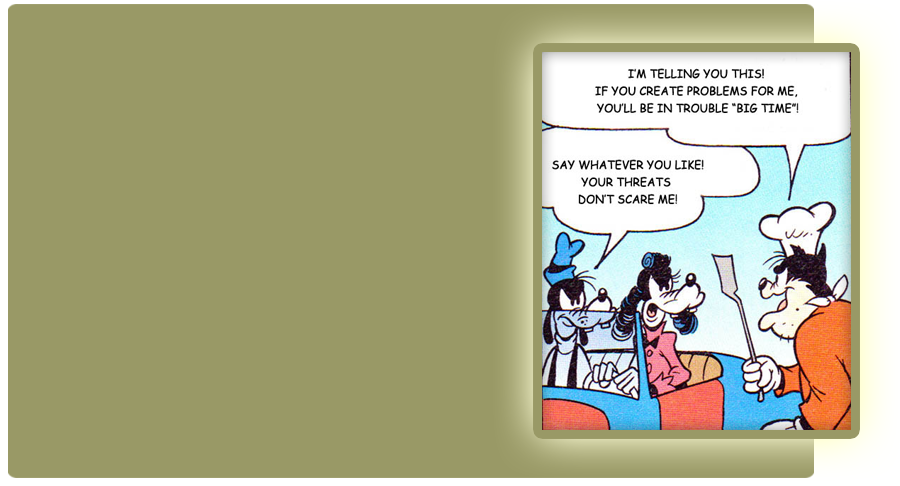 I'M TELLING YOU THIS!
IF YOU CREATE PROBLEMS FOR ME,
YOU'LL BE IN TROUBLE “BIG TIME”!
SAY WHATEVER YOU LIKE!
YOUR THREATS
DON'T SCARE ME!